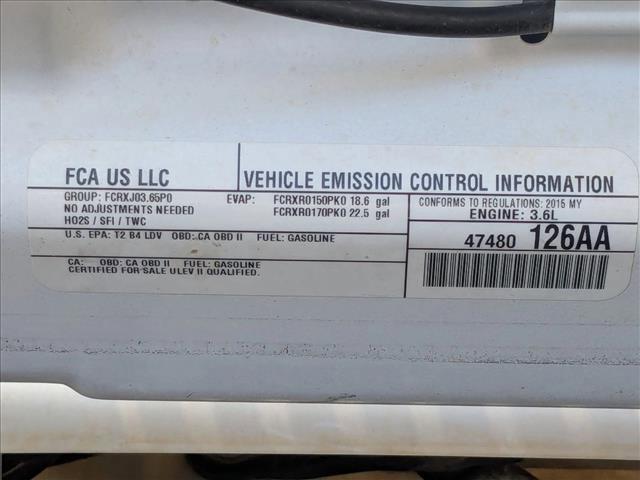 FCA US LLC
VEHICLE EMISSION CONTROL INFORMATION
GROUP: FCRXJ03.65P0
NO ADJUSTMENTS NEEDED
HO2S / SFI / TWC
EVAP: FCRXR0150PK0 18.6 gal
FCRXR0170PK0 22.5 gal
CONFORMS TO REGULATIONS: 2015 MY
ENGINE: 3.6L
U.S. EPA: T2 B4 LDV OBD: CA OBD II FUEL: GASOLINE
47480 126AA
CA: OBD: CA OBD II FUEL: GASOLINE
CERTIFIED FOR SALE ULEV II QUALIFIED.